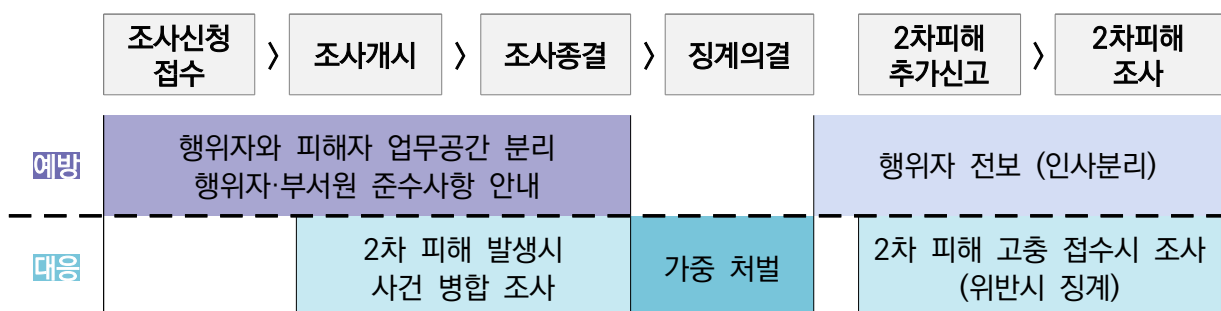 조사신청
접수
〉
조사개시
〉
조사종결
〉
징계의결
2차피해
추가신고
〉
2차피해
조사
예방
행위자와 피해자 업무공간 분리
행위자·부서원 준수사항 안내
행위자 전보 (인사분리)
대응
2차 피해 발생시
사건 병합 조사
가중 처벌
2차 피해 고충 접수시 조사
(위반시 징계)